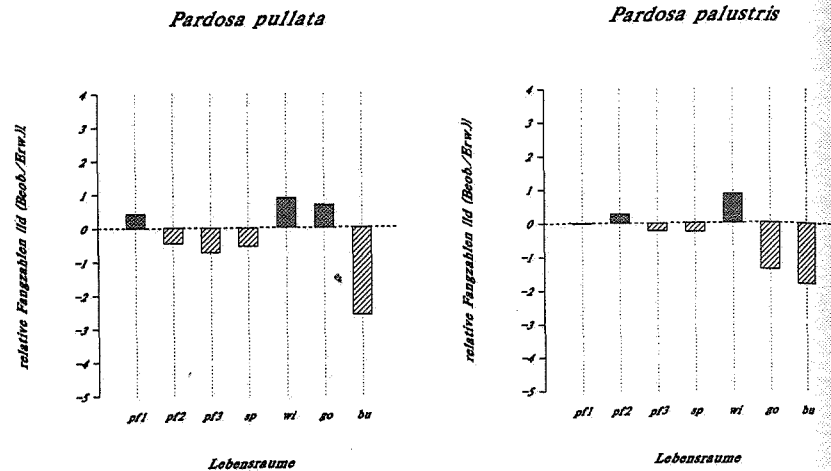 Pardosa pullata
relative Fangzahlen lld (Beob./Erw.)l
4
3
2
1
0
-1
-2
-3
-4
-5
pf1 pf2 pf3 sp wi go bu
Lebensraume
Pardosa palustris
relative Fangzahlen lld (Beob./Erw.)l
4
3
2
1
0
-1
-2
-3
-4
-5
pf1 pf2 pf3 sp wi go bu
Lebensraume